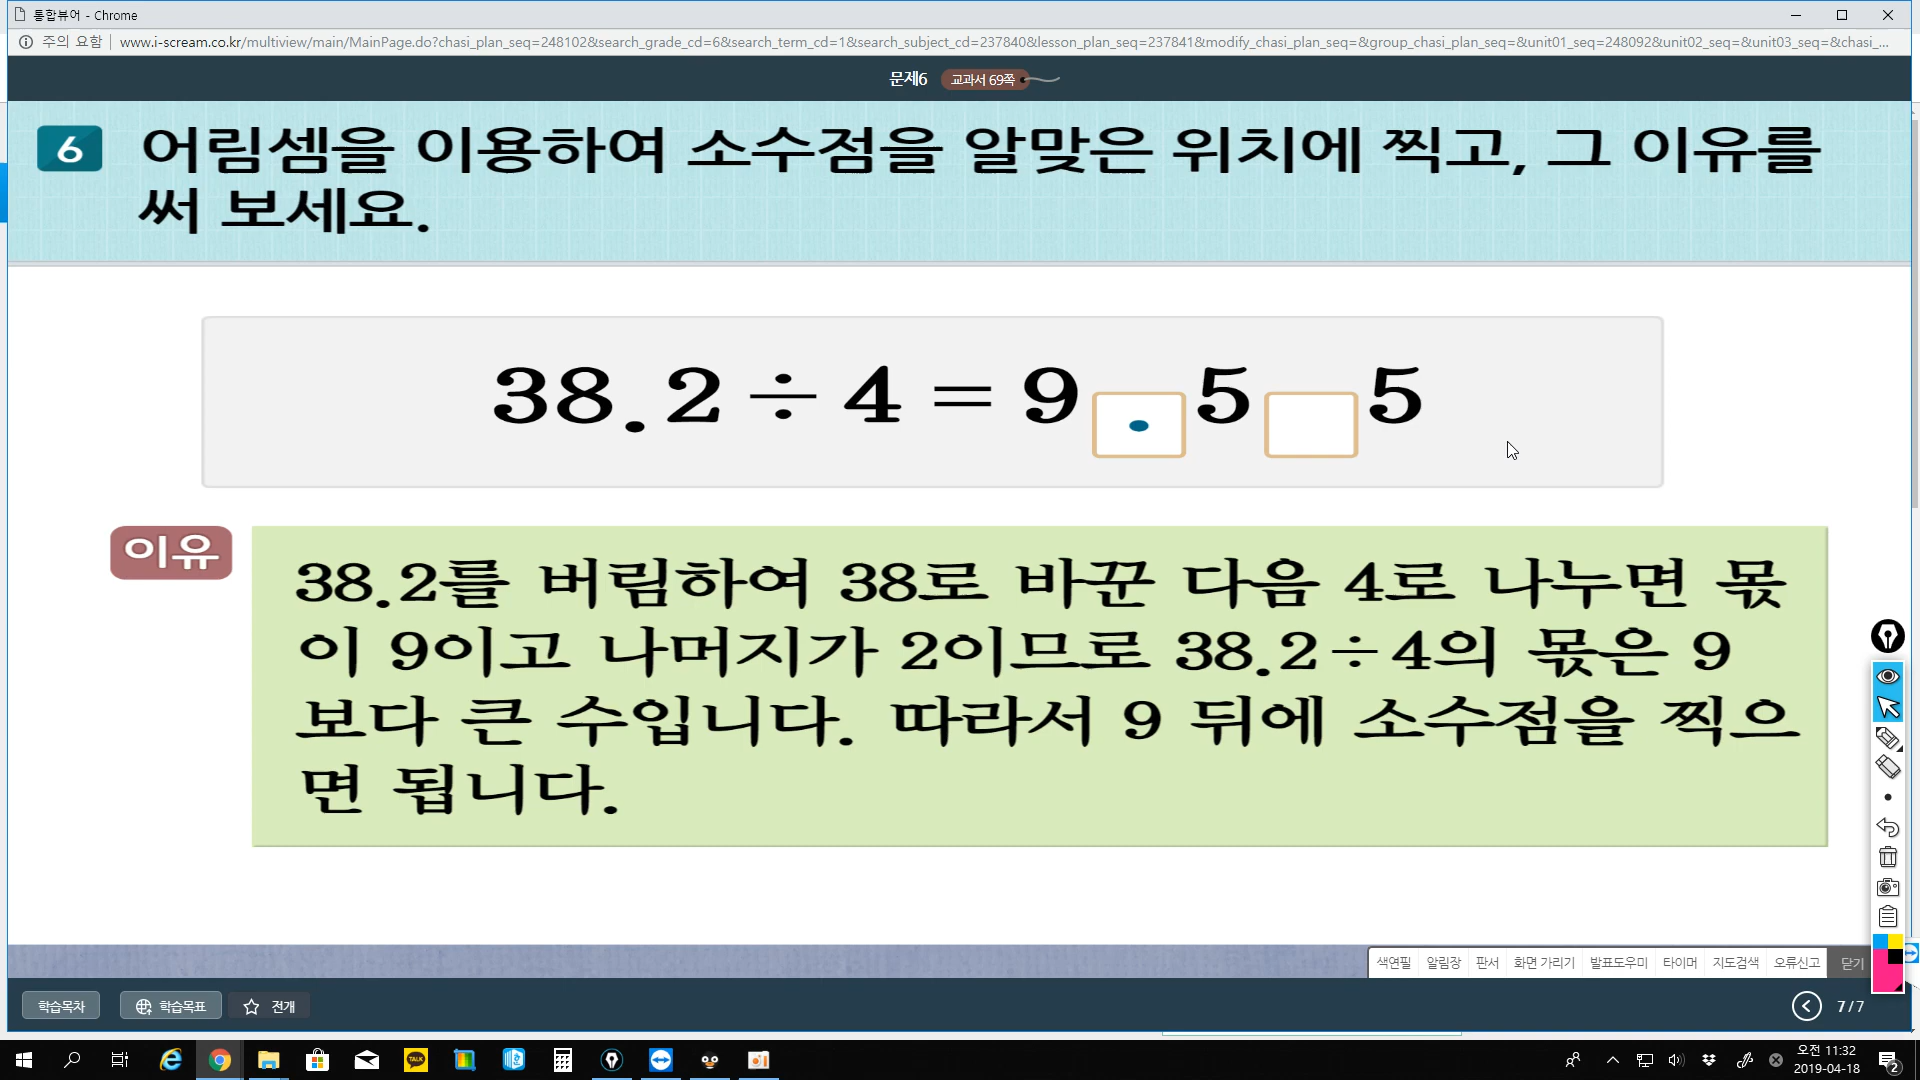 통합뷰어 - Chrome
주의 요함 | www.i-scream.co.kr/multiview/main/MainPage.do?chasi_plan_seq=248102&search_grade_cd=6&search_term_cd=1&search_subject_cd=237840&lesson_plan_seq=237841&modify_chasi_plan_seq=&group_chasi_plan_seq=&unit01_seq=248092&unit02_seq=&unit03_seq=&chasi_...
문제6 교과서 69쪽
6 어림셈을 이용하여 소수점을 알맞은 위치에 찍고, 그 이유를
써 보세요.
38.2÷4=9.5 5
이유
38.2를 버림하여 38로 바꾼 다음 4로 나누면 몫
이 9이고 나머지가 2이므로 38.2÷4의 몫은 9
보다 큰 수입니다. 따라서 9 뒤에 소수점을 찍으
면 됩니다.
색연필 알림장 판서 화면 가리기 발표도우미 타이머 지도검색 오류신고 닫기
학습목차 학습목표 전개 7/7
TALK
오전 11:32
2019-04-18
2